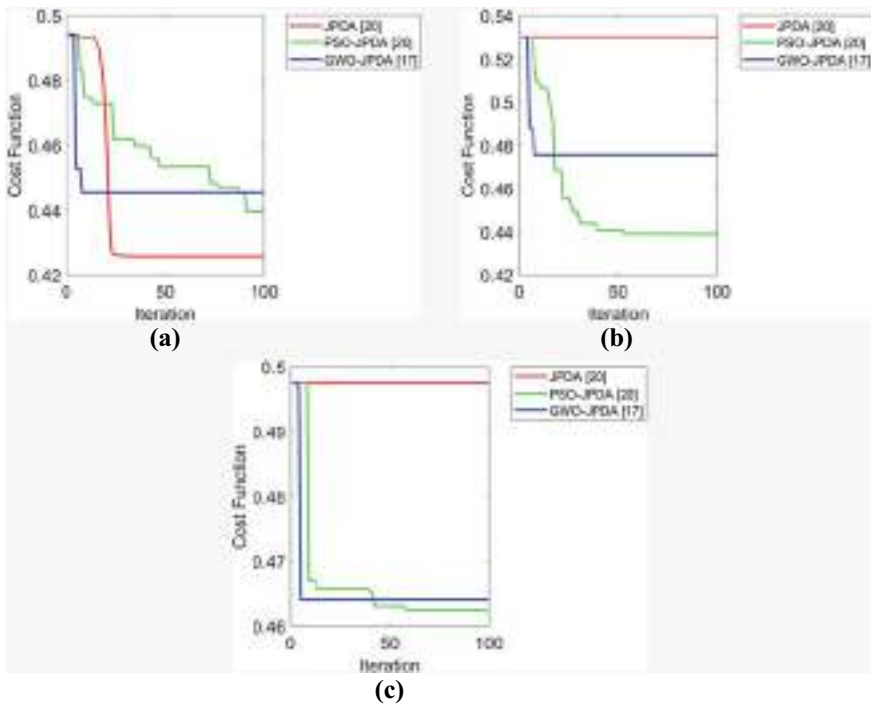 0.5
0.48
0.46
0.44
0.42
Cost Function
0 50 100
Iteration
JPDA [20]
PSO-JPDA [20]
GWO-JPDA [17]
(a)
0.54
0.52
0.5
0.48
0.46
0.44
0.42
Cost Function
0 50 100
Iteration
JPDA [20]
PSO-JPDA [20]
GWO-JPDA [17]
(b)
0.5
0.49
0.48
0.47
0.46
Cost Function
0 50 100
Iteration
JPDA [20]
PSO-JPDA [20]
GWO-JPDA [17]
(c)